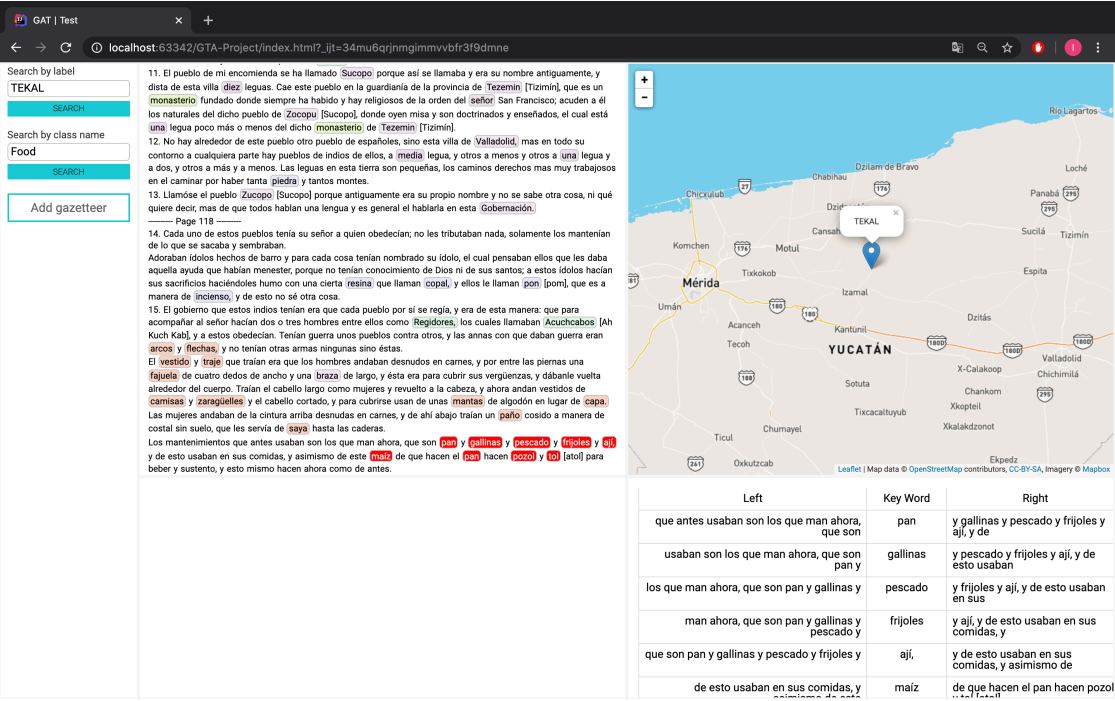 GAT | Test
localhost:63342/GTA-Project/index.html?_ijt=34mu6qrjnmgimmvvbfr3f9dmne
I
Search by label
TEKAL
SEARCH
Search by class name
Food
SEARCH
Add gazetteer
11. El pueblo de mi encomienda se ha llamado Sucopo porque así se llamaba y era su nombre antiguamente, y
dista de esta villa diez leguas. Cae este pueblo en la guardianía de la provincia de Tezemin [Tizimín], que es un
monasterio fundado donde siempre ha habido y hay religiosos de la orden del señor San Francisco; acuden a él
los naturales del dicho pueblo de Zocopu [Sucopo], donde oyen misa y son doctrinados y enseñados, el cual está
una legua poco más o menos del dicho monasterio de Tezemin [Tizimín].
12. No hay alrededor de este pueblo otro pueblo de españoles, sino esta villa de Valladolid, mas en todo su
contorno a cualquiera parte hay pueblos de indios de ellos, a media legua, y otros a menos y otros a una legua y
a dos, y otros a más y a menos. Las leguas en esta tierra son pequeñas, los caminos derechos mas muy trabajosos
en el caminar por haber tanta piedra y tantos montes.
13. Llamóse el pueblo Zucopo [Sucopo] porque antiguamente era su propio nombre y no se sabe otra cosa, ni qué
quiere decir, mas de que todos hablan una lengua y es general el hablarla en esta Gobernación.
--------- Page 118 ---------
14. Cada uno de estos pueblos tenía su señor a quien obedecían; no les tributaban nada, solamente los mantenían
de lo que se sacaba y sembraban.
Adoraban ídolos hechos de barro y para cada cosa tenían nombrado su ídolo, el cual pensaban ellos que les daba
aquella ayuda que habían menester, porque no tenían conocimiento de Dios ni de sus santos; a estos ídolos hacían
sus sacrificios haciéndoles humo con una cierta resina que llaman copal, y ellos le llaman pon [pom], que es a
manera de incienso, y de esto no sé otra cosa.
15. El gobierno que estos indios tenían era que cada pueblo por sí se regía, y era de esta manera: que para
acompañar al señor hacían dos o tres hombres entre ellos como Regidores, los cuales llamaban Acuchcabos [Ah
Kuch Kab], y a estos obedecían. Tenían guerra unos pueblos contra otros, y las annas con que daban guerra eran
arcos y flechas, y no tenían otras armas ningunas sino éstas.
El vestido y traje que traían era que los hombres andaban desnudos en carnes, y por entre las piernas una
fajuela de cuatro dedos de ancho y una braza de largo, y ésta era para cubrir sus vergüenzas, y dábanle vuelta
alrededor del cuerpo. Traían el cabello largo como mujeres y revuelto a la cabeza, y ahora andan vestidos de
camisas y zaragüelles y el cabello cortado, y para cubrirse usan de unas mantas de algodón en lugar de capa.
Las mujeres andaban de la cintura arriba desnudas en carnes, y de ahí abajo traían un paño cosido a manera de
costal sin suelo, que les servía de saya hasta las caderas.
Los mantenimientos que antes usaban son los que man ahora, que son pan y gallinas y pescado y frijoles y ají,
y de esto usaban en sus comidas, y asimismo de este maíz de que hacen el pan hacen pozol y tol [atol] para
beber y sustento, y esto mismo hacen ahora como de antes.
+
-
Río Lagartos
Dzilam de Bravo
Loché
Chabihau
Chicxulub
27
176
Panabá
295
295
TEKAL
Cansah
Sucilá
Tizimín
Komchen
176
Motul
Tixkokob
Espita
Mérida
Izamal
Umán
180
180
Dzitás
Acanceh
Kantunil
Tecoh
YUCATÁN
180D
180D
180D
Valladolid
X-Calakoop
Chichimilá
180
Sotuta
Chankom
295
Tixcacaltuyub
Xkopteil
Chumayel
Xkalakdzonot
Ticul
Ekpedz
261
Oxkutzcab
Leaflet | Map data © OpenStreetMap contributors, CC-BY-SA, Imagery © Mapbox
Left Key Word Right
que antes usaban son los que man ahora, que son pan y gallinas y pescado y frijoles y ají, y de
usaban son los que man ahora, que son pan y gallinas y pescado y frijoles y ají, y de esto usaban
los que man ahora, que son pan y gallinas y pescado y frijoles y ají, y de esto usaban en sus
man ahora, que son pan y gallinas y pescado y frijoles y ají, y de esto usaban en sus comidas, y
que son pan y gallinas y pescado y frijoles y ají, y de esto usaban en sus comidas, y asimismo de
de esto usaban en sus comidas, y asimismo de este maíz de que hacen el pan hacen pozol y tol [atol]